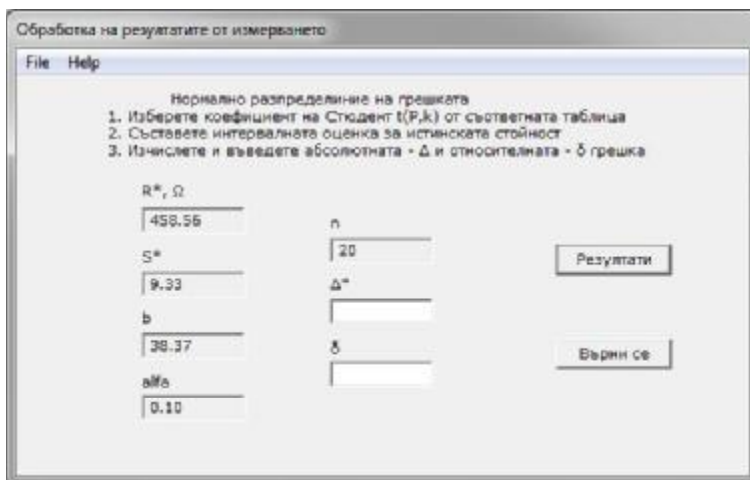 Обработка на резултатите от измерването
File Help
Нормално разпределиние на грешката
1. Изберете коефициент на Стюдент t(P,k) от съответната таблица
2. Съставете интервалната оценка за истинската стойност
3. Изчислете и въведете абсолютната - Δ и относителната - δ грешка
R*, Ω
458.56
n
20
S*
9.33
Δ*
b
38.37
δ
alfa
0.10
Резултати
Върни се